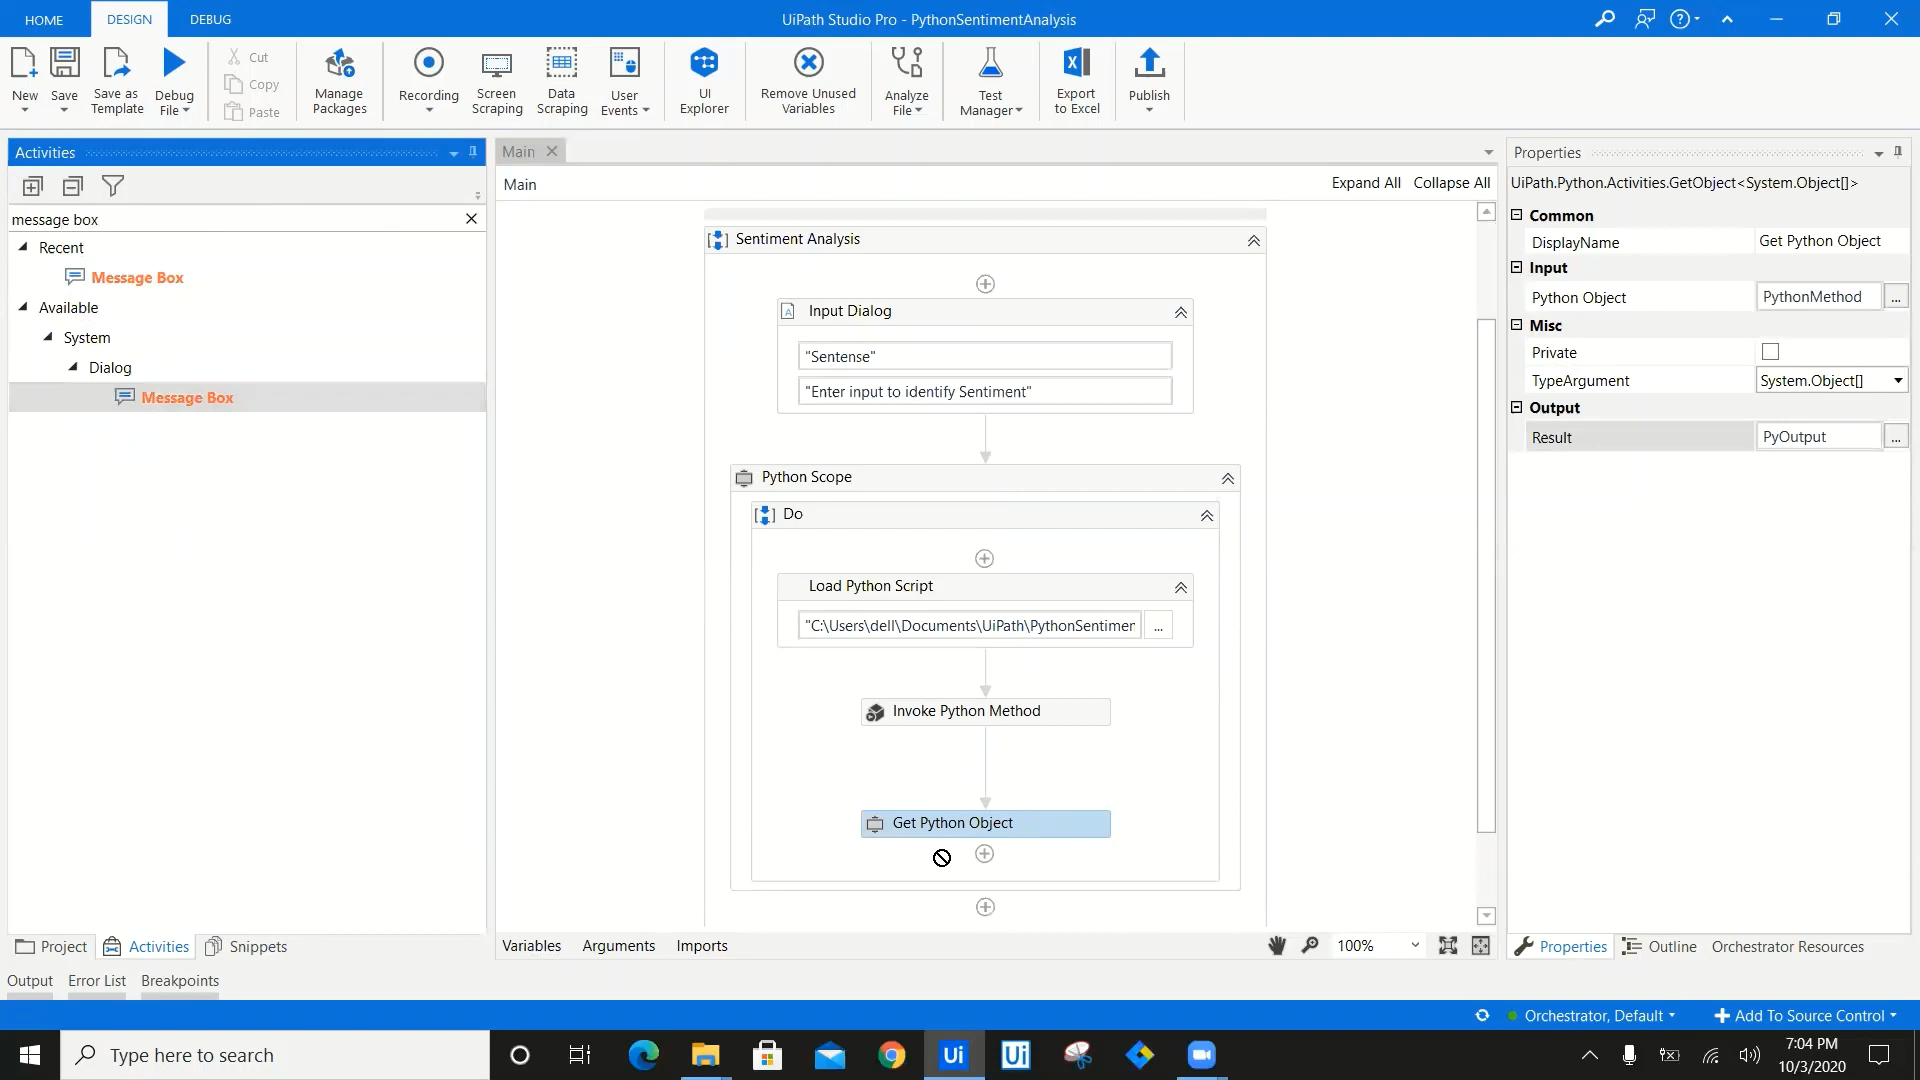 HOME
DESIGN
DEBUG
UiPath Studio Pro - PythonSentimentAnalysis
New
Save
Save as
Template
Debug
File
Cut
Copy
Paste
Manage
Packages
Recording
Screen
Scraping
Data
Scraping
User
Events
UI
Explorer
Remove Unused
Variables
Analyze
File
Test
Manager
Export
to Excel
Publish
Activities
message box
Recent
Message Box
Available
System
Dialog
Message Box
Project
Activities
Snippets
Main
Main
Expand All
Collapse All
Sentiment Analysis
Input Dialog
"Sentense"
"Enter input to identify Sentiment"
Python Scope
Do
Load Python Script
"C:\Users\dell\Documents\UiPath\PythonSentimen
...
Invoke Python Method
Get Python Object
Variables
Arguments
Imports
100%
Properties
UiPath.Python.Activities.GetObject<System.Object[]>
Common
DisplayName
Get Python Object
Input
Python Object
PythonMethod
...
Misc
Private
TypeArgument
System.Object[]
Output
Result
PyOutput
...
Properties
Outline
Orchestrator Resources
Output
Error List
Breakpoints
Orchestrator, Default
Add To Source Control
Type here to search
Ui
Ui
7:04 PM
10/3/2020